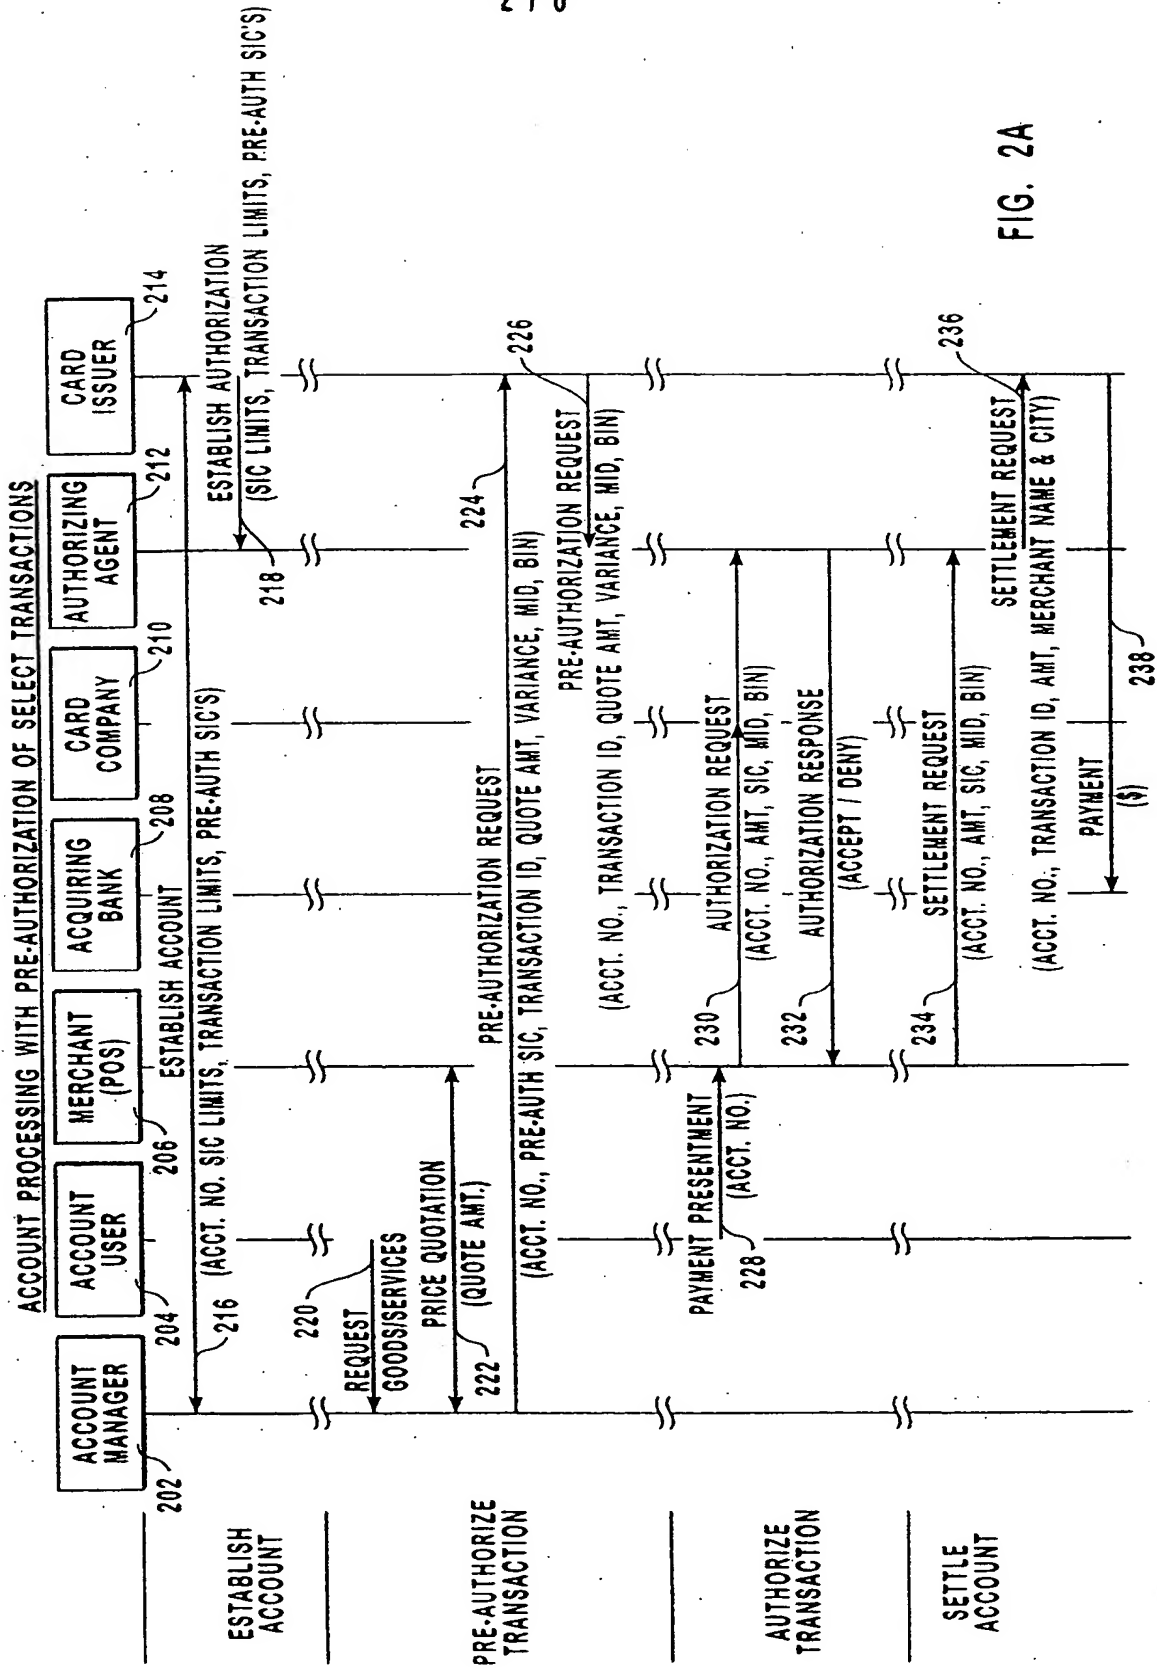 2 / 8
ACCOUNT PROCESSING WITH PRE-AUTHORIZATION OF SELECT TRANSACTIONS
ACCOUNT
MANAGER
202
ACCOUNT
USER
204
MERCHANT
(POS)
206
ACQUIRING
BANK
208
CARD
COMPANY
210
AUTHORIZING
AGENT
212
CARD
ISSUER
214
ESTABLISH
ACCOUNT
216
ESTABLISH ACCOUNT
(ACCT. NO. SIC LIMITS, TRANSACTION LIMITS, PRE-AUTH SIC'S)
218
ESTABLISH AUTHORIZATION
(SIC LIMITS, TRANSACTION LIMITS, PRE-AUTH SIC'S)
PRE-AUTHORIZE
TRANSACTION
220
REQUEST
GOODS/SERVICES
PRICE QUOTATION
(QUOTE AMT.)
222
PRE-AUTHORIZATION REQUEST
224
(ACCT. NO., PRE-AUTH SIC, TRANSACTION ID, QUOTE AMT, VARIANCE, MID, BIN)
226
PRE-AUTHORIZATION REQUEST
(ACCT. NO., TRANSACTION ID, QUOTE AMT, VARIANCE, MID, BIN)
AUTHORIZE
TRANSACTION
PAYMENT PRESENTMENT
(ACCT. NO.)
228
230
AUTHORIZATION REQUEST
(ACCT. NO., AMT, SIC, MID, BIN)
232
AUTHORIZATION RESPONSE
(ACCEPT / DENY)
SETTLE
ACCOUNT
234
SETTLEMENT REQUEST
(ACCT. NO., AMT, SIC, MID, BIN)
236
SETTLEMENT REQUEST
(ACCT. NO., TRANSACTION ID, AMT, MERCHANT NAME & CITY)
PAYMENT
($)
238
FIG. 2A